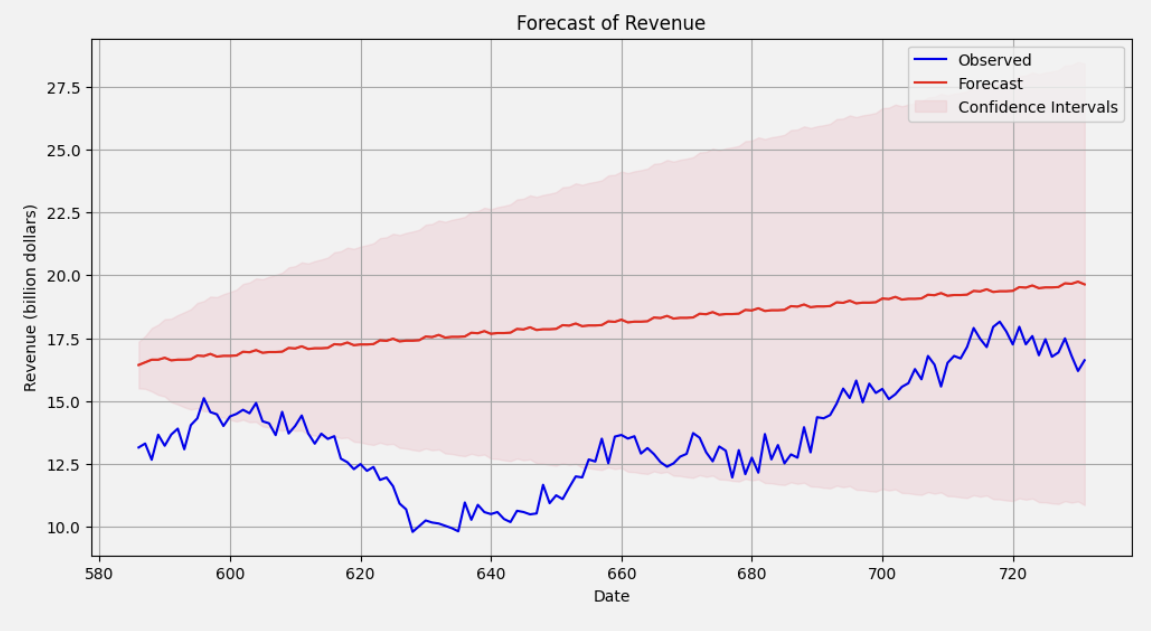 Forecast of Revenue
Observed
Forecast
Confidence Intervals
Revenue (billion dollars)
27.5
25.0
22.5
20.0
17.5
15.0
12.5
10.0
580 600 620 640 660 680 700 720
Date